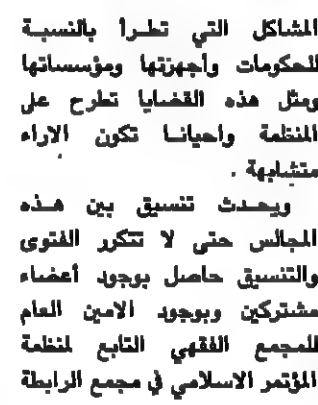 المشاكل التي تطرأ بالنسبة
للحكومات وأجهزتها ومؤسساتها
ومثل هذه القضايا تطرح على
المنظمة واحيانا تكون الاراء
متشابهة .
ويحدث تنسيق بين هذه
المجالس حتى لا تتكرر الفتوى
والتنسيق حاصل بوجود أعضاء
مشتركين وبوجود الامين العام
للمجمع الفقهي التابع لمنظمة
المؤتمر الاسلامي في مجمع الرابطة